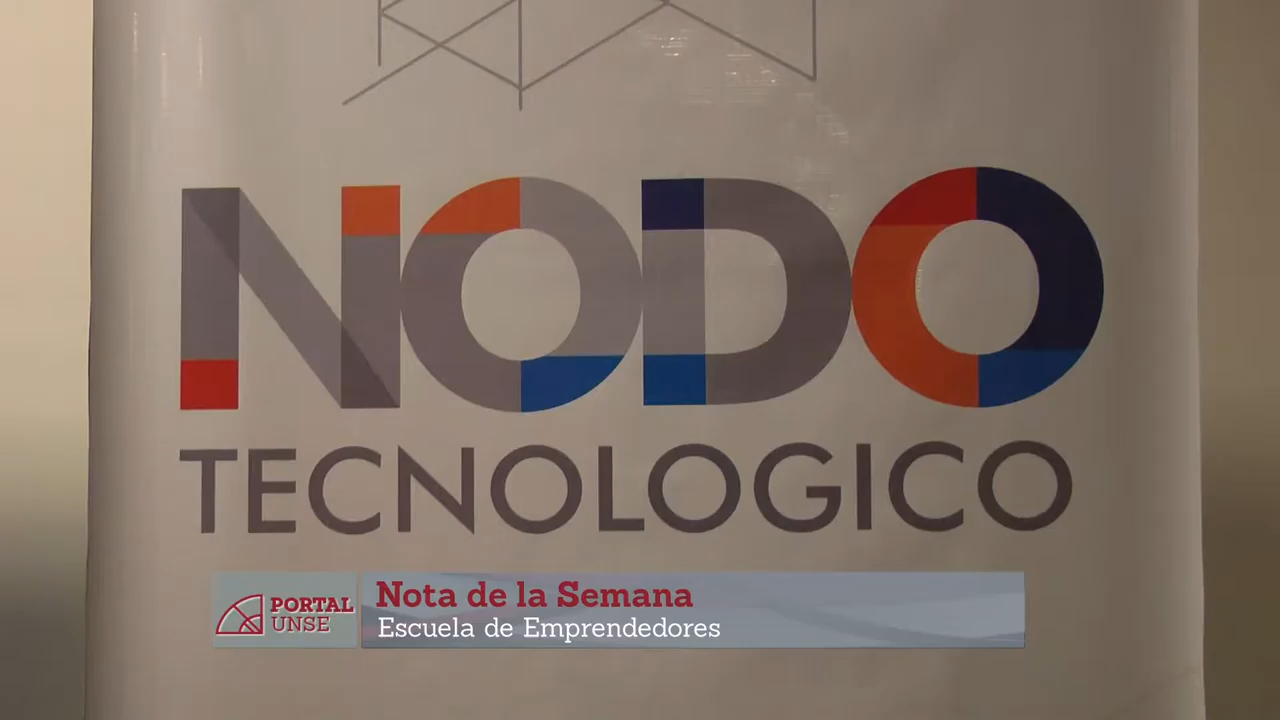 NODO
TECNOLOGICO
PORTAL
UNSE
Nota de la Semana
Escuela de Emprendedores